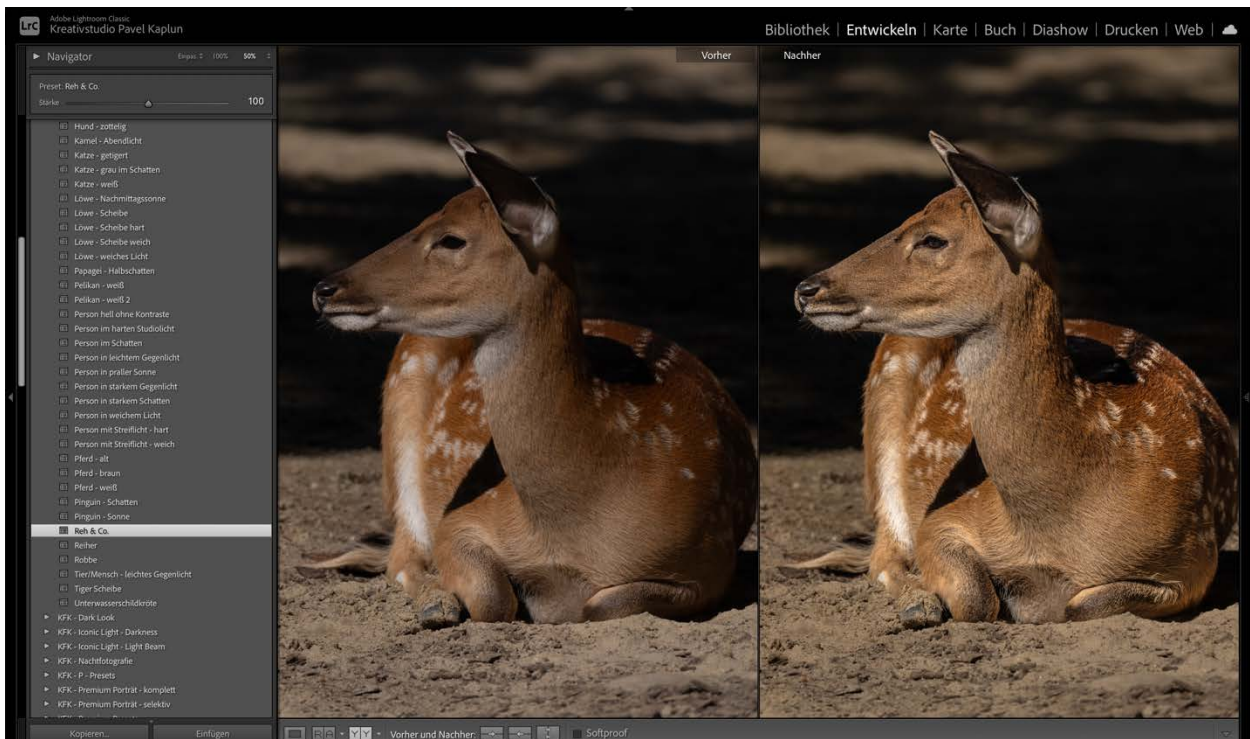 LrC
Adobe Lightroom Classic
Kreativstudio Pavel Kaplun
Bibliothek | Entwickeln | Karte | Buch | Diashow | Drucken | Web |
Navigator
100%
50%
Preset: Reh & Co.
Stärke
100
Hund - zottelig
Kamel - Abendlicht
Katze - getigert
Katze - grau im Schatten
Katze - weiß
Löwe - Nachmittagssonne
Löwe - Scheibe
Löwe - Scheibe hart
Löwe - Scheibe weich
Löwe - weiches Licht
Papagei - Halbschatten
Pelikan - weiß
Pelikan - weiß 2
Person hell ohne Kontraste
Person im harten Studiolicht
Person im Schatten
Person in leichtem Gegenlicht
Person in praller Sonne
Person in starkem Gegenlicht
Person in starkem Schatten
Person in weichem Licht
Person mit Streiflicht - hart
Person mit Streiflicht - weich
Pferd - alt
Pferd - braun
Pferd - weiß
Pinguin - Schatten
Pinguin - Sonne
Reh & Co.
Reiher
Robbe
Tier/Mensch - leichtes Gegenlicht
Tiger Scheibe
Unterwasserschildkröte
KFK - Dark Look
KFK - Iconic Light - Darkness
KFK - Iconic Light - Light Beam
KFK - Nachtfotografie
KFK - P - Presets
KFK - Premium Porträt - komplett
KFK - Premium Porträt - selektiv
Kopieren...
Einfügen
Vorher
Nachher
RA
YY
Vorher und Nachher:
Softproof